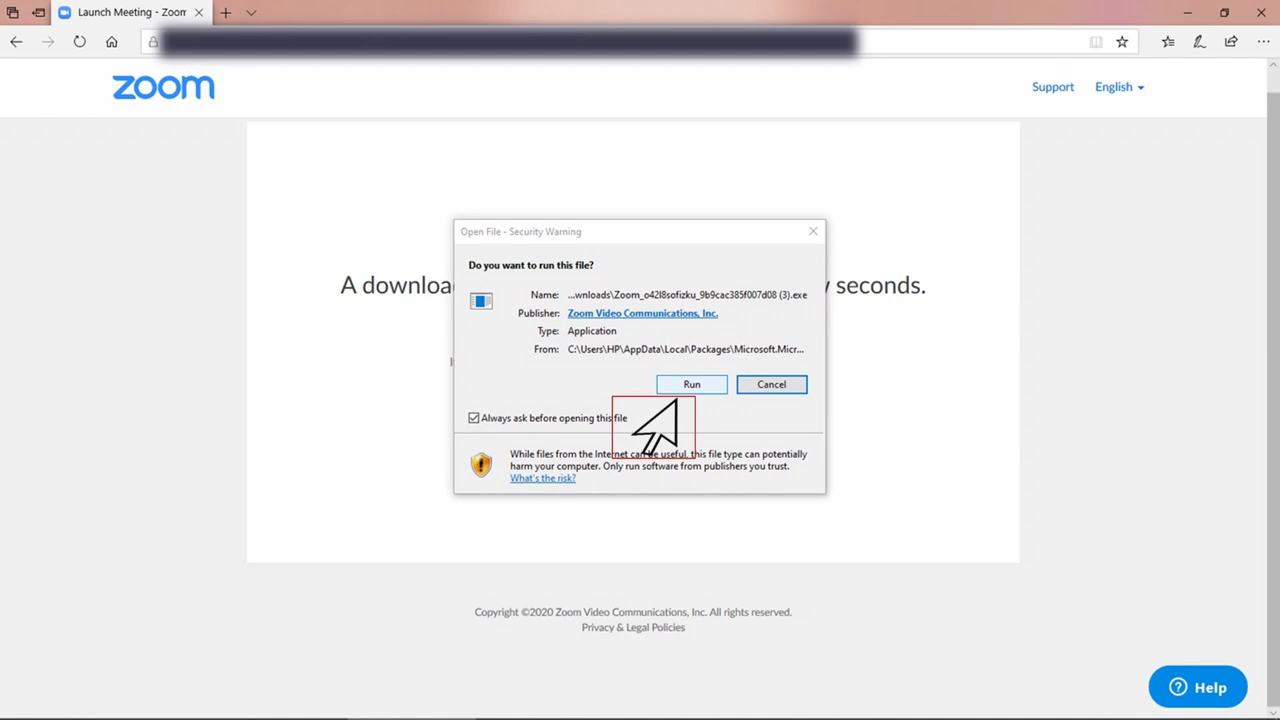 Launch Meeting - Zoom
zoom
Support
English
A downloa
y seconds.
Open File - Security Warning
Do you want to run this file?
Name: ...wnloads\Zoom_o42l8sofizku_9b9cac385f007d08 (3).exe
Publisher: Zoom Video Communications, Inc.
Type: Application
From: C:\Users\HP\AppData\Local\Packages\Microsoft.Micr...
Run
Cancel
Always ask before opening this file
While files from the Internet can be useful, this file type can potentially
harm your computer. Only run software from publishers you trust.
What's the risk?
Copyright ©2020 Zoom Video Communications, Inc. All rights reserved.
Privacy & Legal Policies
Help